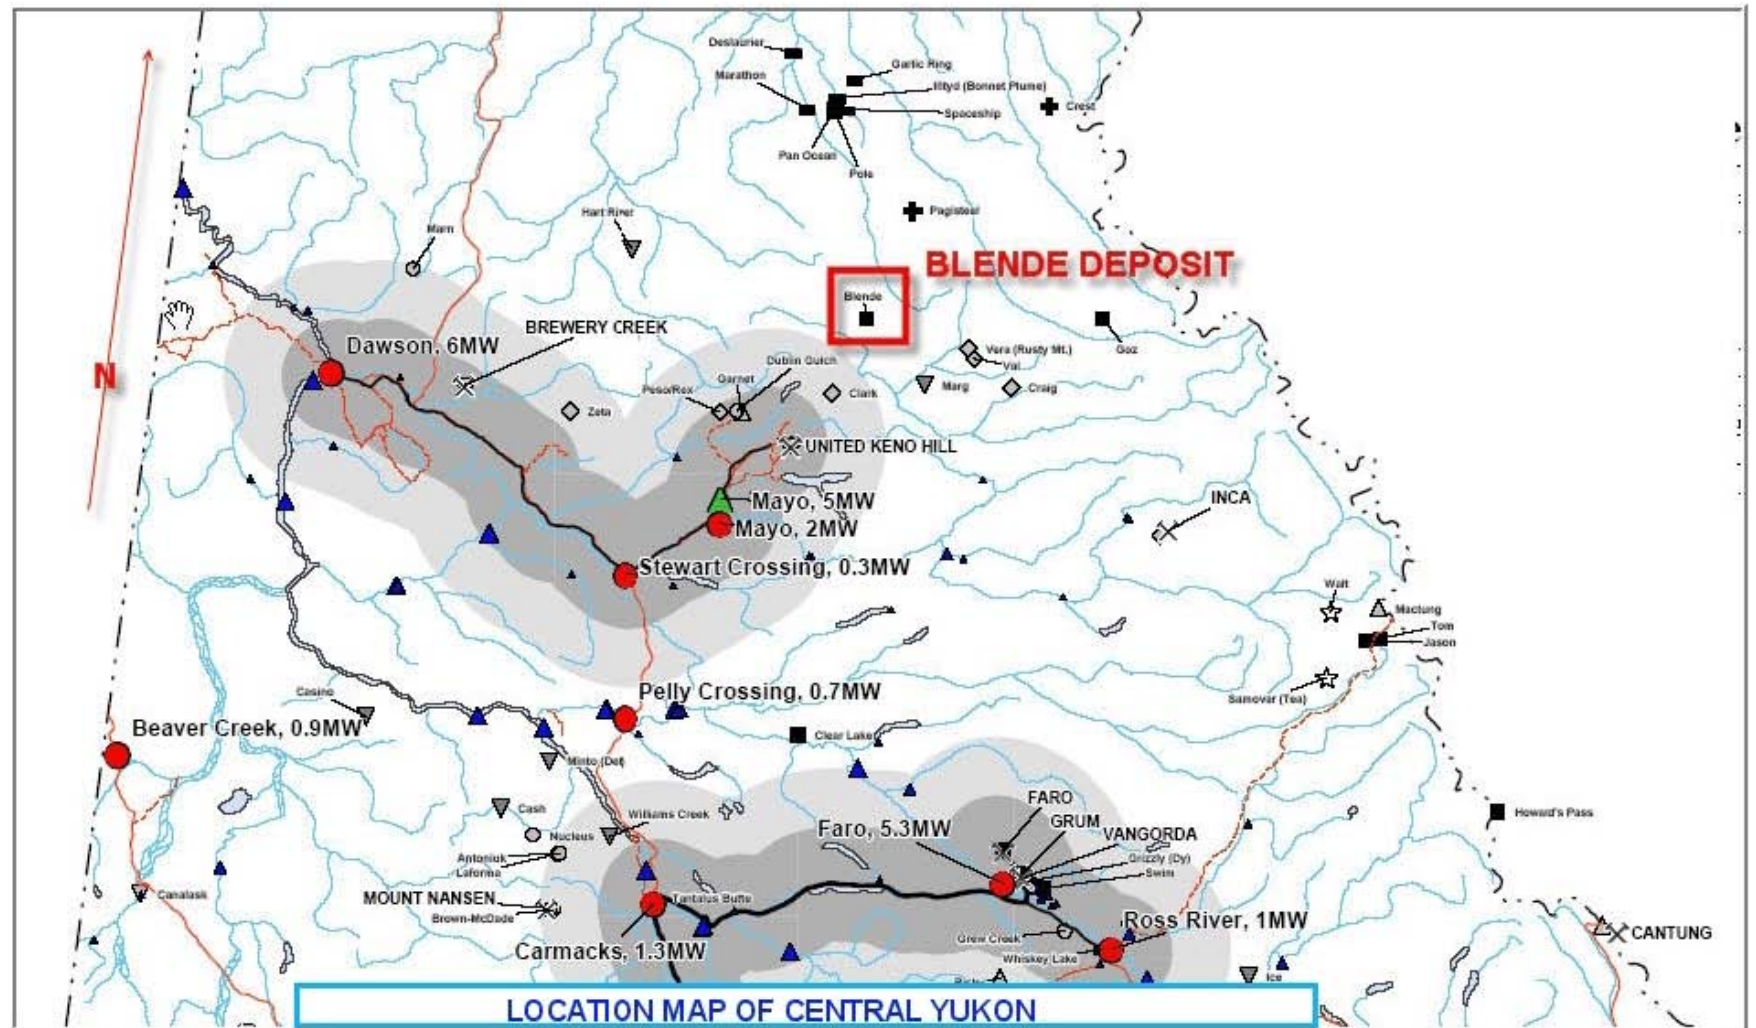 Deslaurier
Gartic Ring
Marathon
Illtyd (Bonnet Plume)
Crest
Spaceship
Pan Ocean
Pole
Pagisteel
Hart River
Marn
BLENDE DEPOSIT
Blende
BREWERY CREEK
Dawson, 6MW
Goz
Vera (Rusty Mt.)
Val
Dublin Gulch
Garnet
Peso/Rex
N
Marg
Craig
Clark
Zeta
UNITED KENO HILL
INCA
Mayo, 5MW
Mayo, 2MW
Stewart Crossing, 0.3MW
Walt
Mactung
Tom
Jason
Casino
Pelly Crossing, 0.7MW
Samovar (Tea)
Beaver Creek, 0.9MW
Clear Lake
Minto (Def)
FARO
Cash
Williams Creek
GRUM
Howard's Pass
Faro, 5.3MW
VANGORDA
Nucleus
Grizzly (Dy)
Antoniuk
Laforma
Swim
Canalask
MOUNT NANSEN
Tantalus Butte
Brown-McDade
Ross River, 1MW
Carmacks, 1.3MW
Grew Creek
CANTUNG
Whiskey Lake
Ice
LOCATION MAP OF CENTRAL YUKON